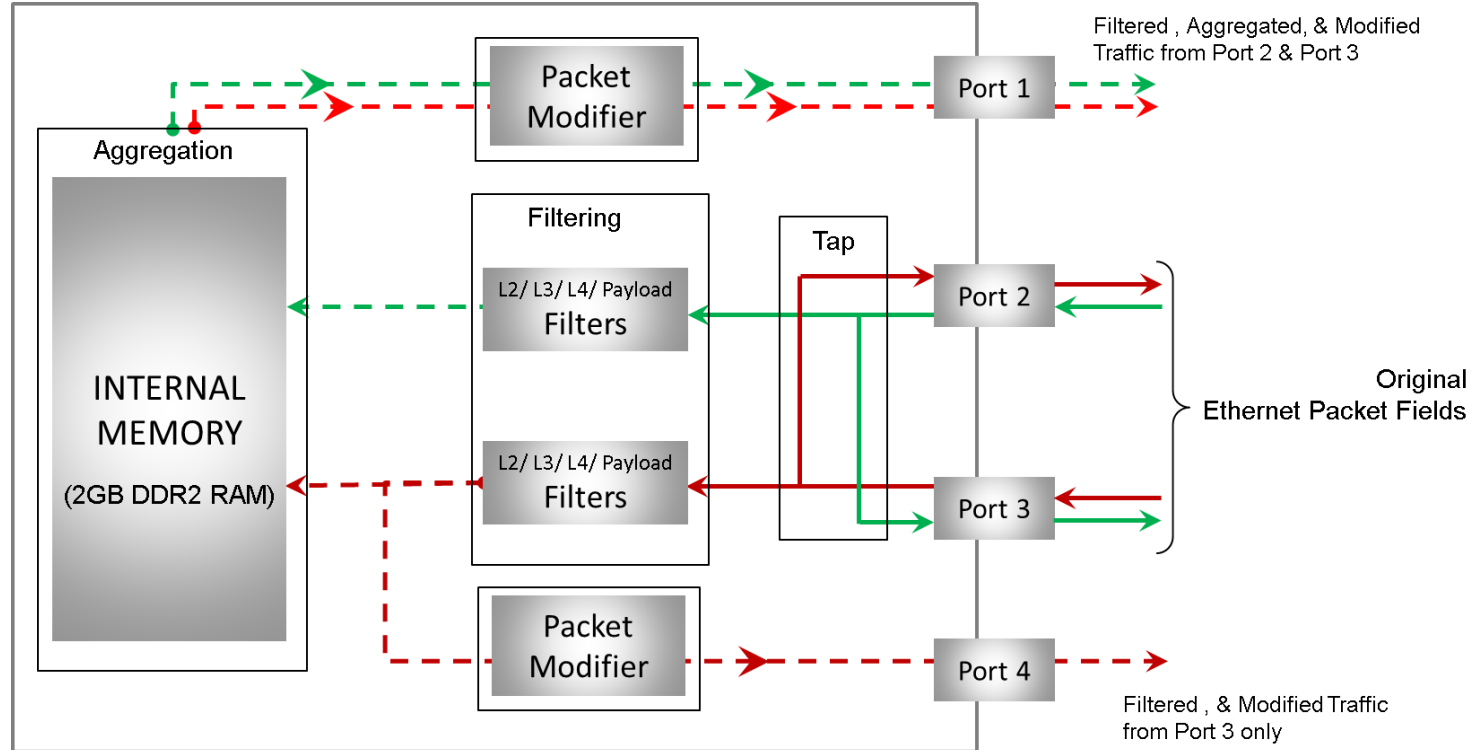 Filtered , Aggregated, & Modified
Traffic from Port 2 & Port 3
Packet
Modifier
Port 1
Aggregation
INTERNAL
MEMORY
(2GB DDR2 RAM)
Filtering
L2/ L3/ L4/ Payload
Filters
L2/ L3/ L4/ Payload
Filters
Tap
Port 2
Port 3
Original
Ethernet Packet Fields
Packet
Modifier
Port 4
Filtered , & Modified Traffic
from Port 3 only